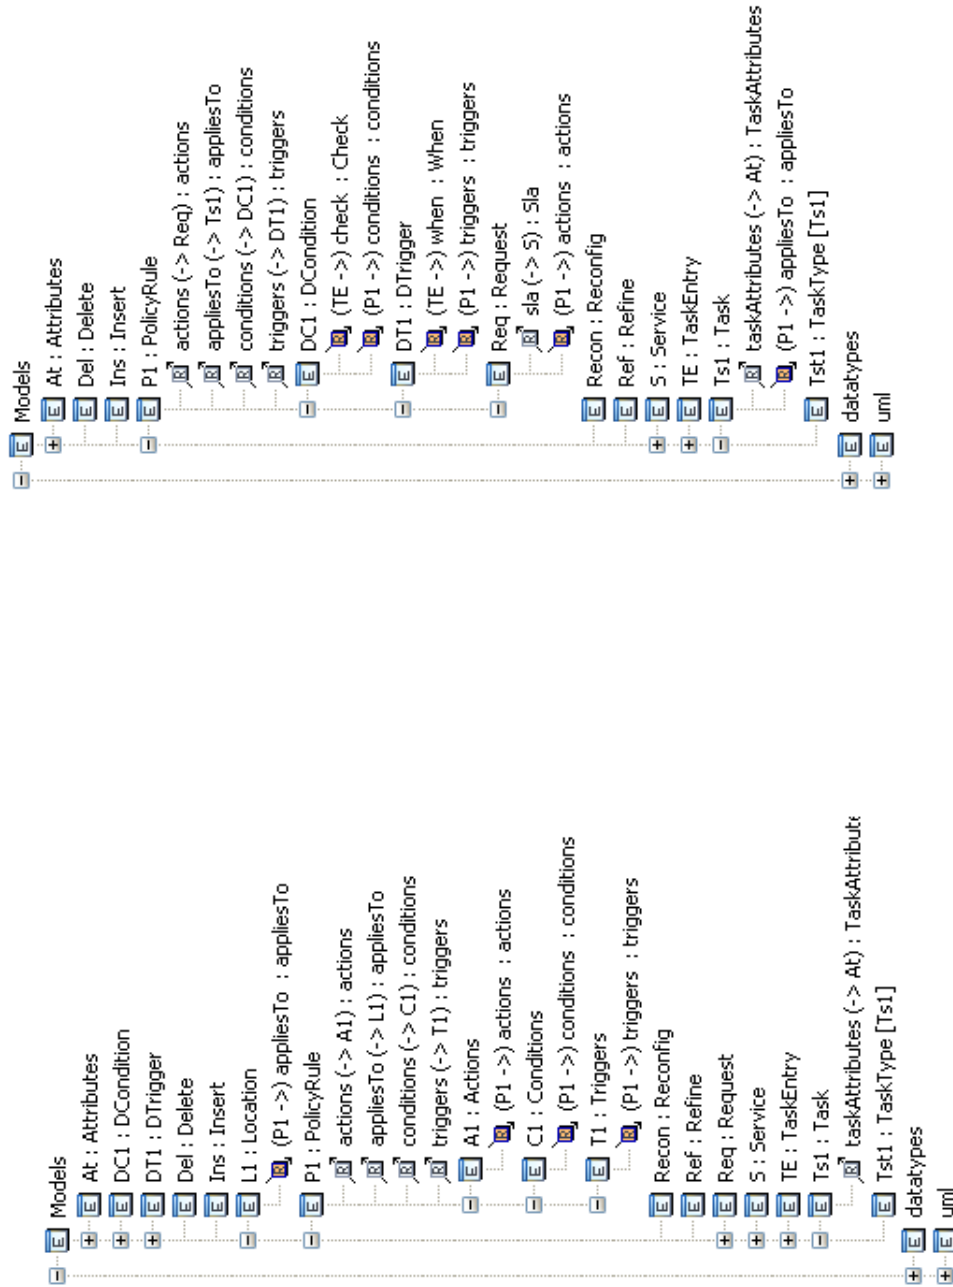 Models
At : Attributes
DC1 : DCondition
DT1 : DTrigger
Del : Delete
Ins : Insert
L1 : Location
(P1 ->) appliesTo : appliesTo
P1 : PolicyRule
actions (-> A1) : actions
appliesTo (-> L1) : appliesTo
conditions (-> C1) : conditions
triggers (-> T1) : triggers
A1 : Actions
(P1 ->) actions : actions
C1 : Conditions
(P1 ->) conditions : conditions
T1 : Triggers
(P1 ->) triggers : triggers
Recon : Reconfig
Ref : Refine
Req : Request
S : Service
TE : TaskEntry
Ts1 : Task
taskAttributes (-> At) : TaskAttribute
Tst1 : TaskType [Ts1]
datatypes
uml
Models
At : Attributes
Del : Delete
Ins : Insert
P1 : PolicyRule
actions (-> Req) : actions
appliesTo (-> Ts1) : appliesTo
conditions (-> DC1) : conditions
triggers (-> DT1) : triggers
DC1 : DCondition
(TE ->) check : Check
(P1 ->) conditions : conditions
DT1 : DTrigger
(TE ->) when : When
(P1 ->) triggers : triggers
Req : Request
sla (-> S) : Sla
(P1 ->) actions : actions
Recon : Reconfig
Ref : Refine
S : Service
TE : TaskEntry
Ts1 : Task
taskAttributes (-> At) : TaskAttributes
(P1 ->) appliesTo : appliesTo
Tst1 : TaskType [Ts1]
datatypes
uml